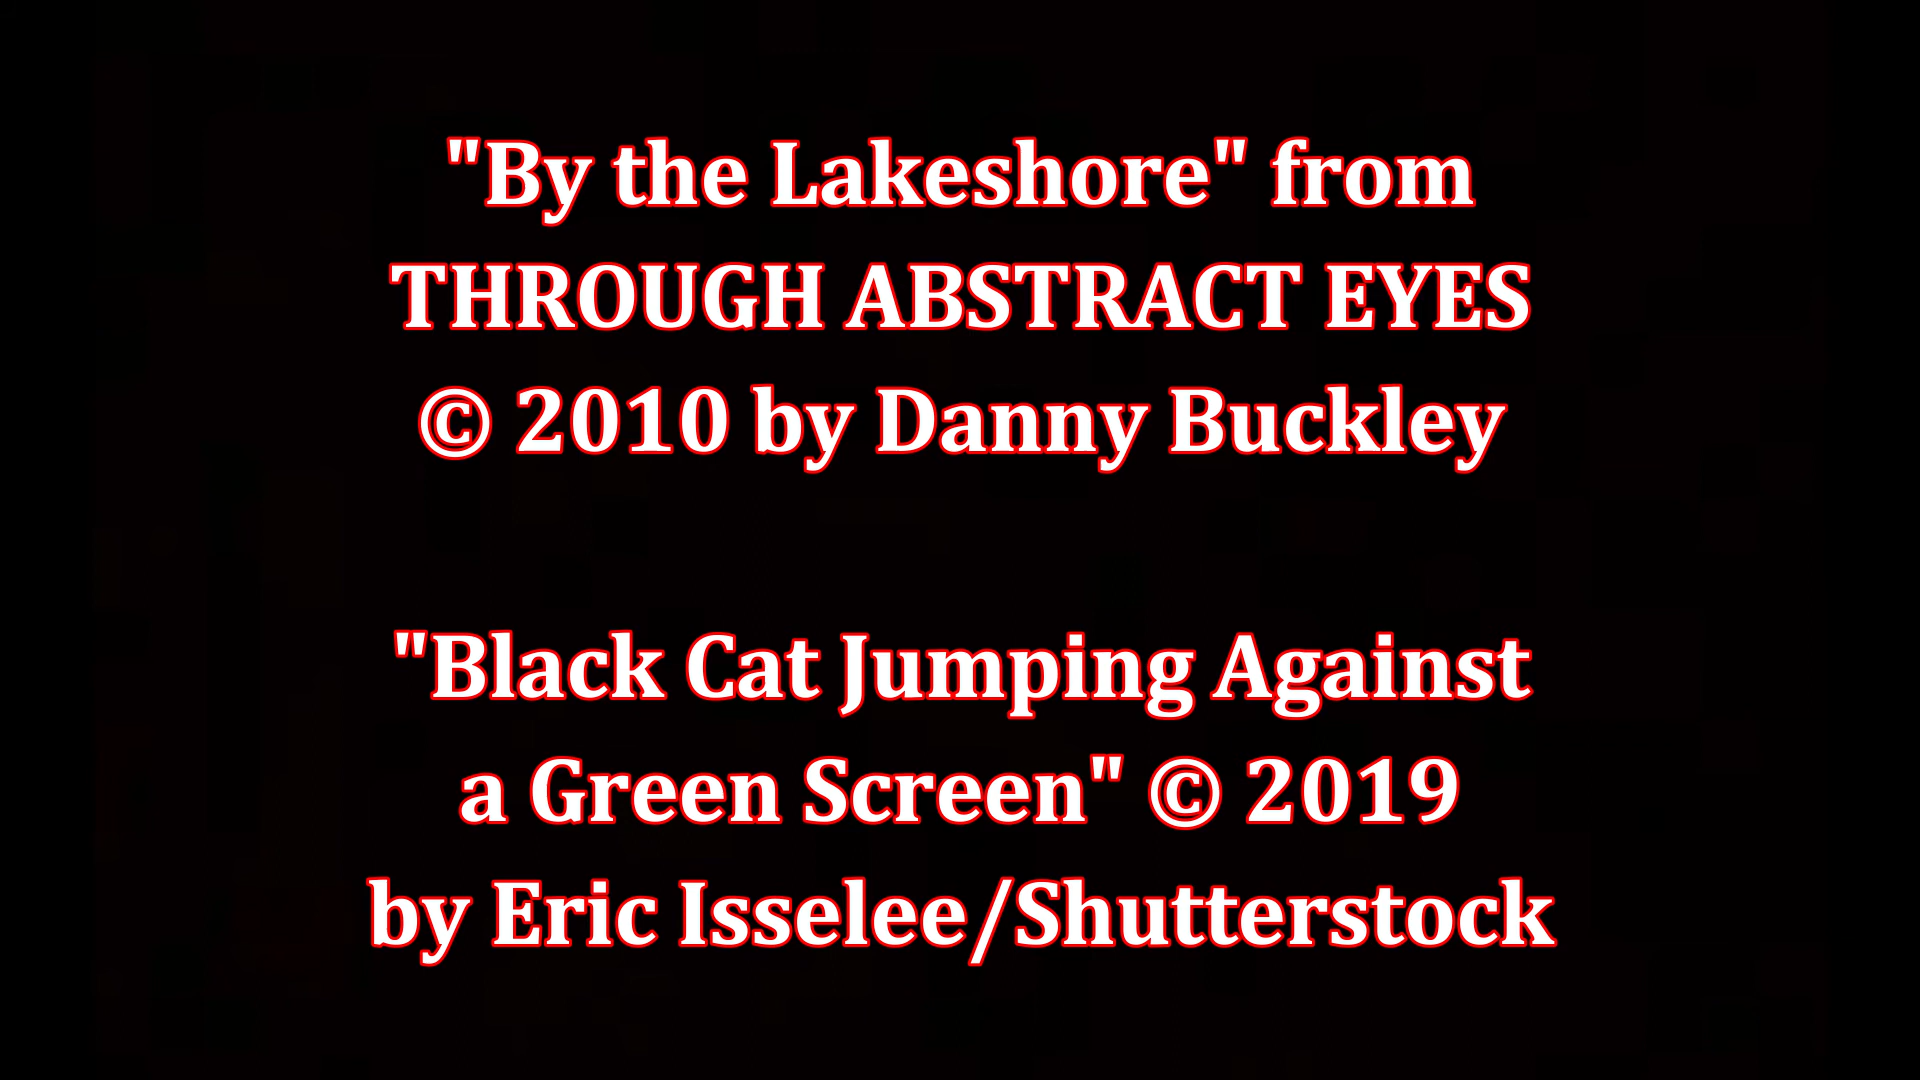 "By the Lakeshore" from
THROUGH ABSTRACT EYES
© 2010 by Danny Buckley
"Black Cat Jumping Against
a Green Screen" © 2019
by Eric Isselee/Shutterstock